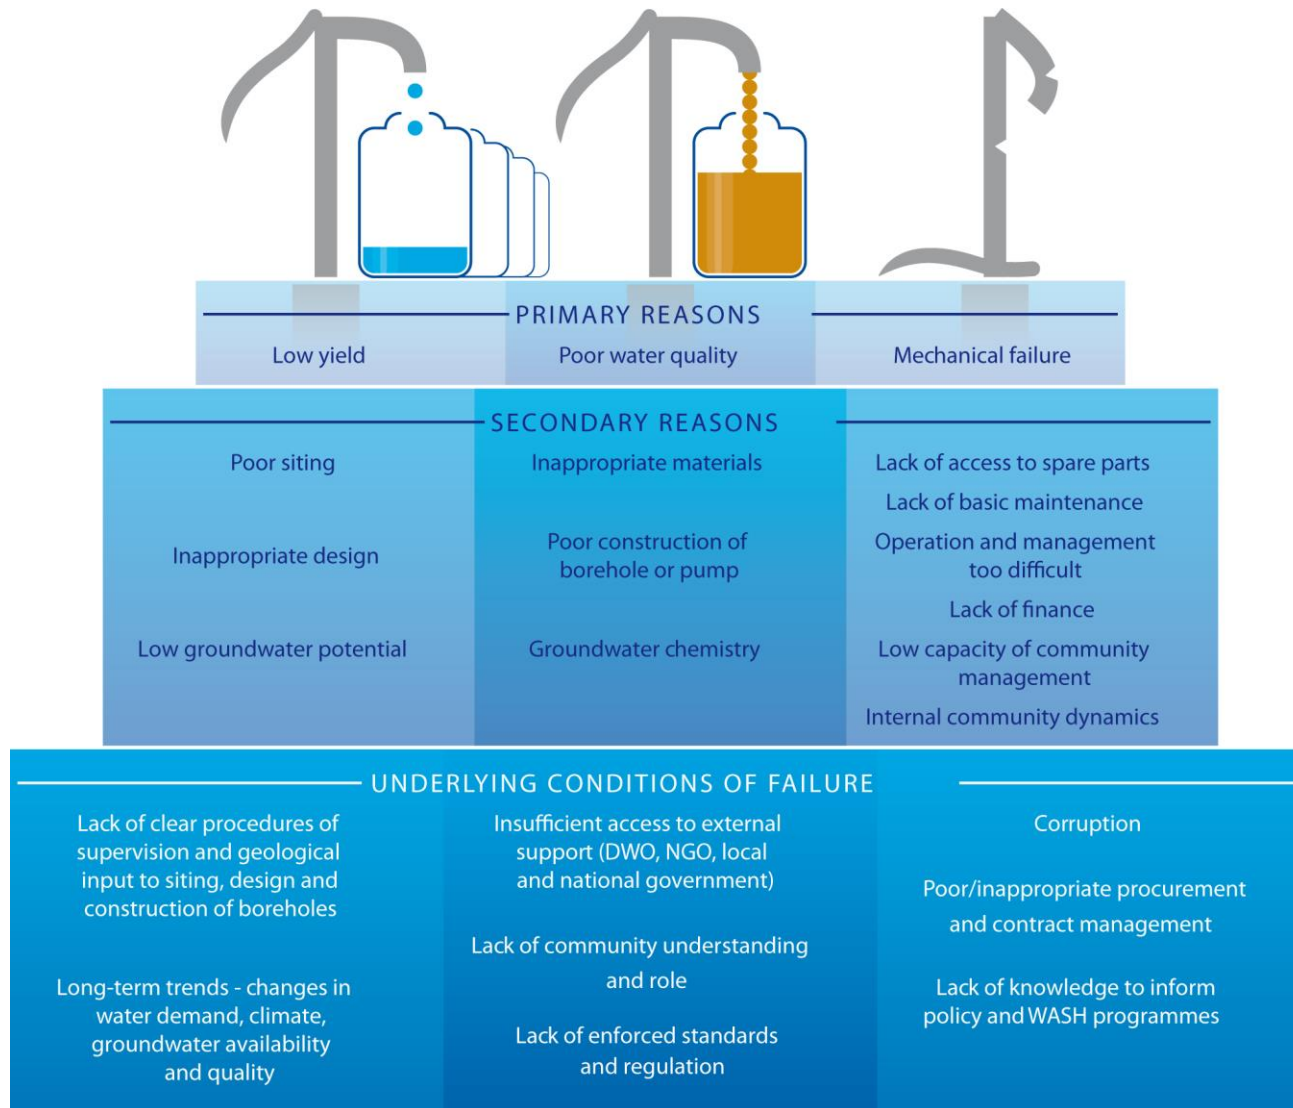 PRIMARY REASONS
Low yield
Poor water quality
Mechanical failure
SECONDARY REASONS
Poor siting
Inappropriate design
Low groundwater potential
Inappropriate materials
Poor construction of
borehole or pump
Groundwater chemistry
Lack of access to spare parts
Lack of basic maintenance
Operation and management
too difficult
Lack of finance
Low capacity of community
management
Internal community dynamics
UNDERLYING CONDITIONS OF FAILURE
Lack of clear procedures of
supervision and geological
input to siting, design and
construction of boreholes
Long-term trends - changes in
water demand, climate,
groundwater availability
and quality
Insufficient access to external
support (DWO, NGO, local
and national government)
Lack of community understanding
and role
Lack of enforced standards
and regulation
Corruption
Poor/inappropriate procurement
and contract management
Lack of knowledge to inform
policy and WASH programmes